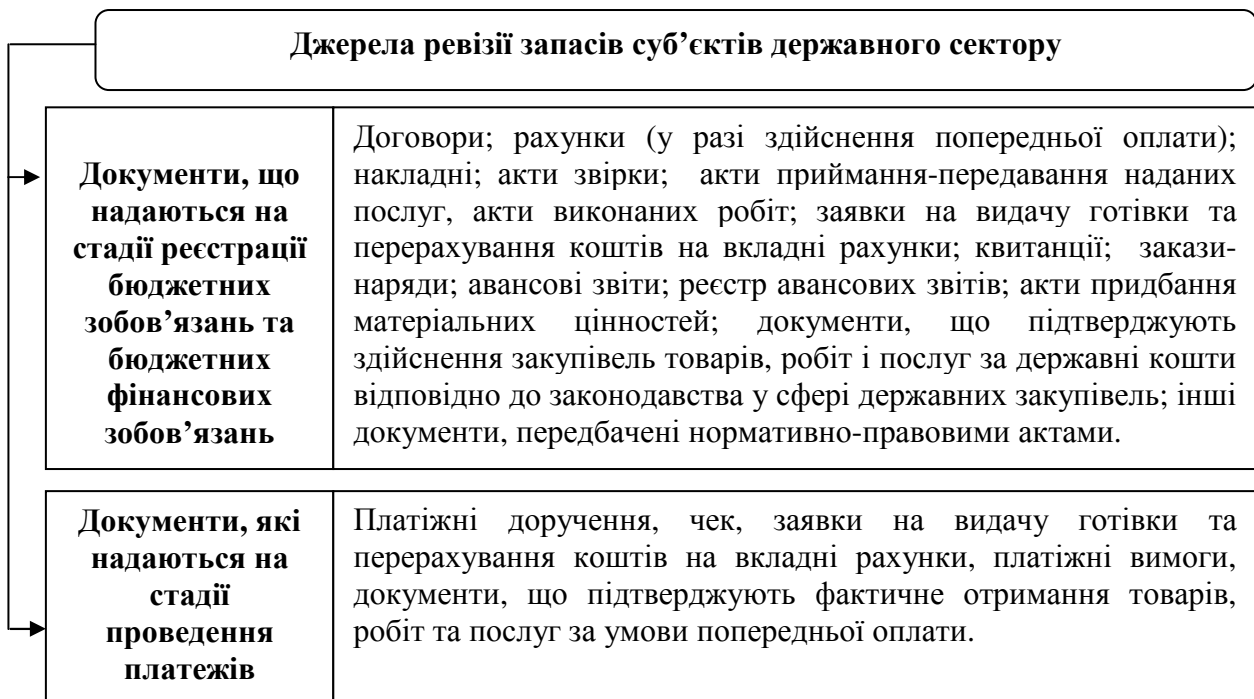 Джерела ревізії запасів суб’єктів державного сектору
Документи, що
надаються на
стадії реєстрації
бюджетних
зобов’язань та
бюджетних
фінансових
зобов’язань
Договори; рахунки (у разі здійснення попередньої оплати);
накладні; акти звірки; акти приймання-передавання наданих
послуг, акти виконаних робіт; заявки на видачу готівки та
перерахування коштів на вкладні рахунки; квитанції; закази-
наряди; авансові звіти; реєстр авансових звітів; акти придбання
матеріальних цінностей; документи, що підтверджують
здійснення закупівель товарів, робіт і послуг за державні кошти
відповідно до законодавства у сфері державних закупівель; інші
документи, передбачені нормативно-правовими актами.
Документи, які
надаються на
стадії
проведення
платежів
Платіжні доручення, чек, заявки на видачу готівки та
перерахування коштів на вкладні рахунки, платіжні вимоги,
документи, що підтверджують фактичне отримання товарів,
робіт та послуг за умови попередньої оплати.